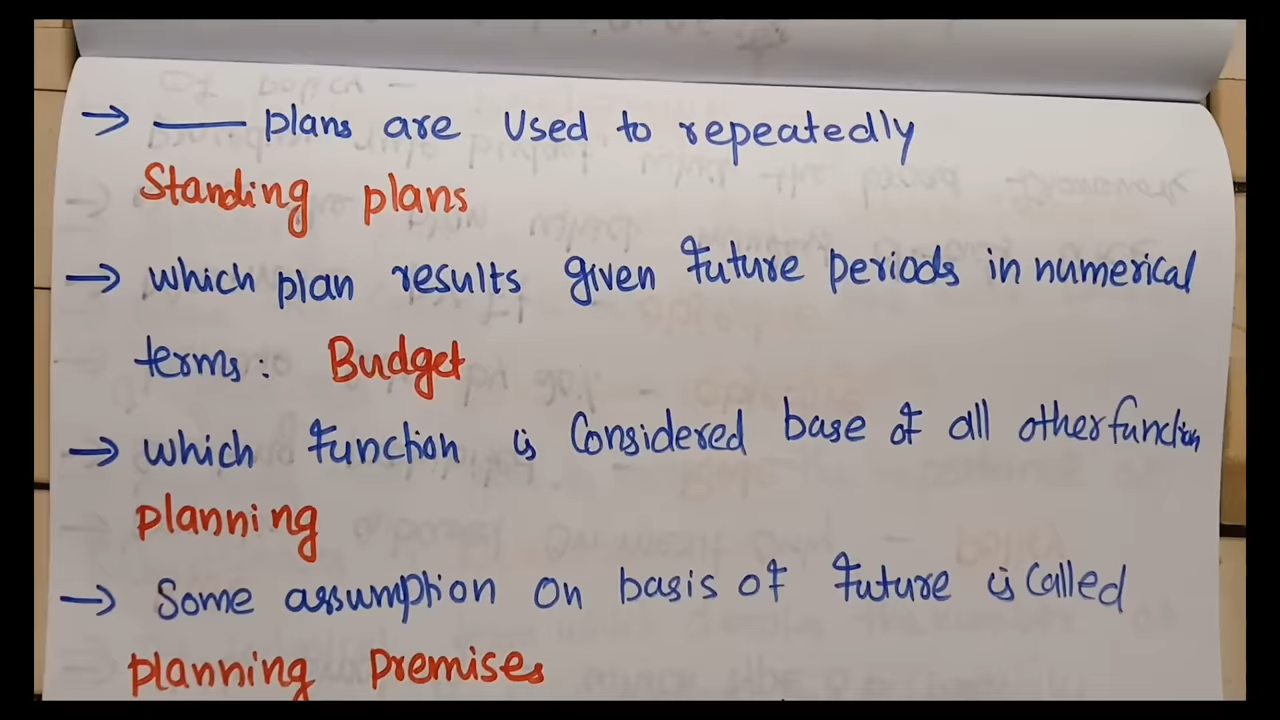 → —— plans are used to repeatedly
Standing plans
→ which plan results given future periods in numerical
terms: Budget
→ which function is Considered base of all other function
planning
→ Some assumption on basis of future is called
planning premises